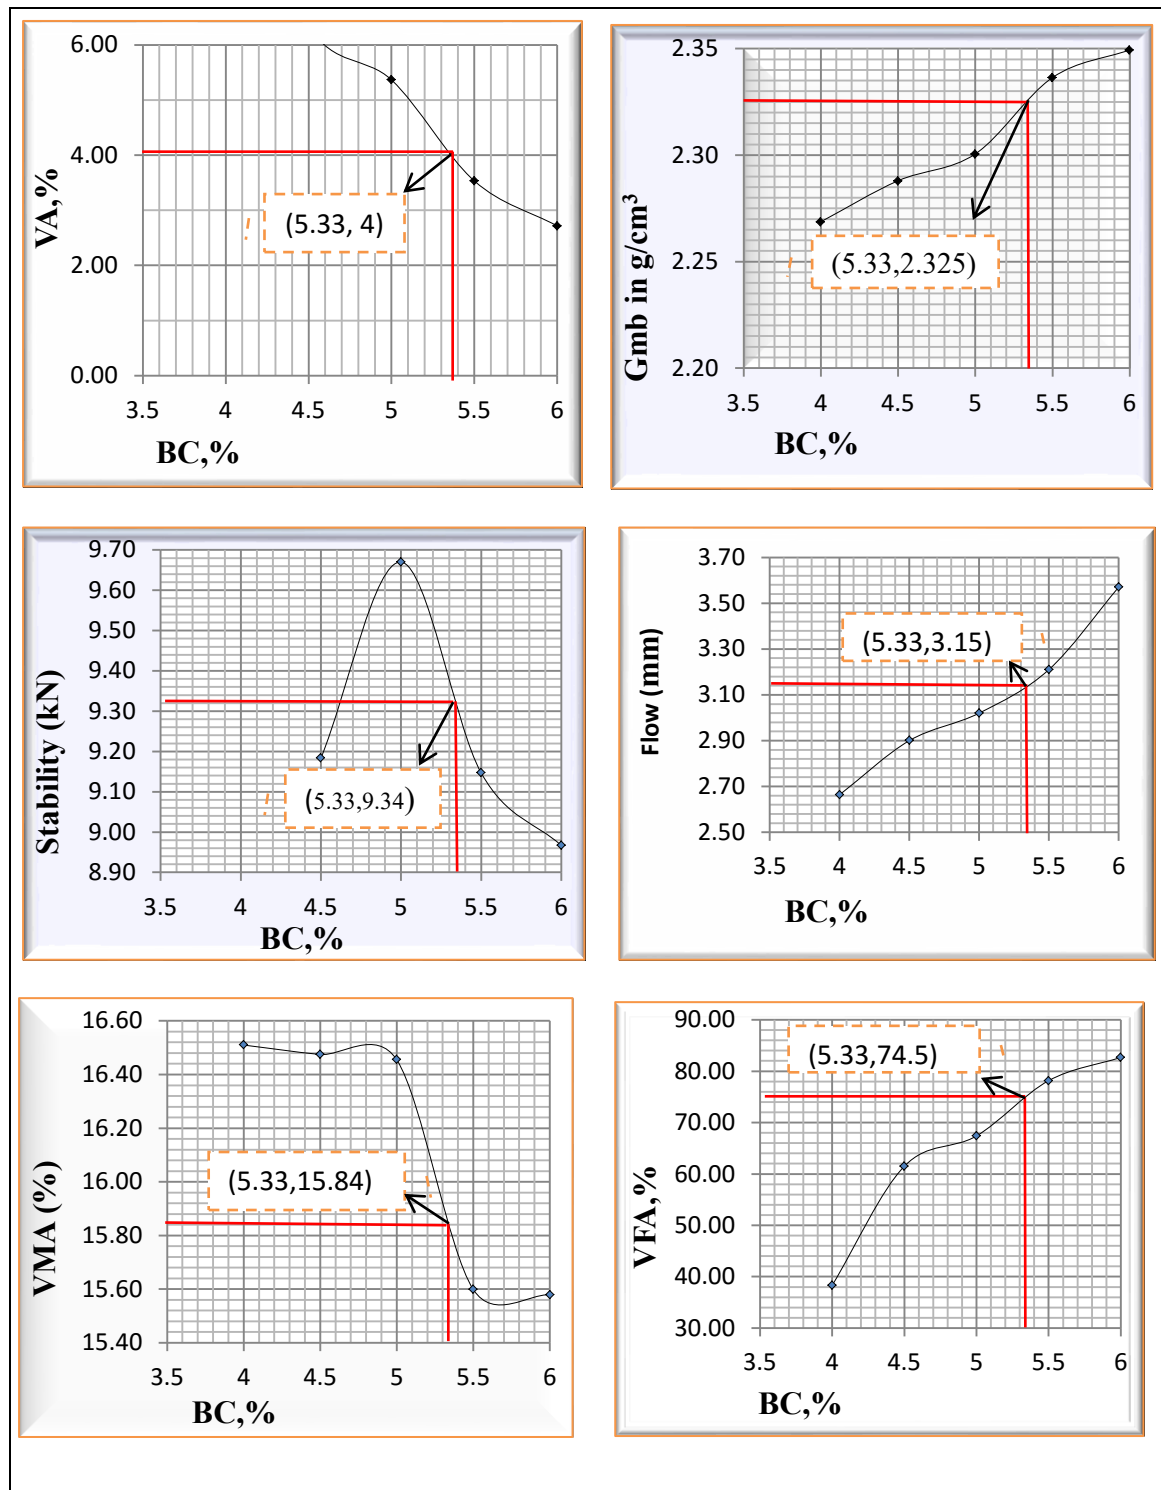 6.00
4.00
2.00
0.00
VA,%
(5.33, 4)
3.5 4 4.5 5 5.5 6
BC,%
2.35
2.30
2.25
2.20
Gmb in g/cm³
(5.33,2.325)
3.5 4 4.5 5 5.5 6
BC,%
9.70
9.60
9.50
9.40
9.30
9.20
9.10
9.00
8.90
Stability (kN)
(5.33,9.34)
3.5 4 4.5 5 5.5 6
BC,%
3.70
3.50
3.30
3.10
2.90
2.70
2.50
Flow (mm)
(5.33,3.15)
3.5 4 4.5 5 5.5 6
BC,%
16.60
16.40
16.20
16.00
15.80
15.60
15.40
VMA (%)
(5.33,15.84)
3.5 4 4.5 5 5.5 6
BC,%
90.00
80.00
70.00
60.00
50.00
40.00
30.00
VFA,%
(5.33,74.5)
3.5 4 4.5 5 5.5 6
BC,%